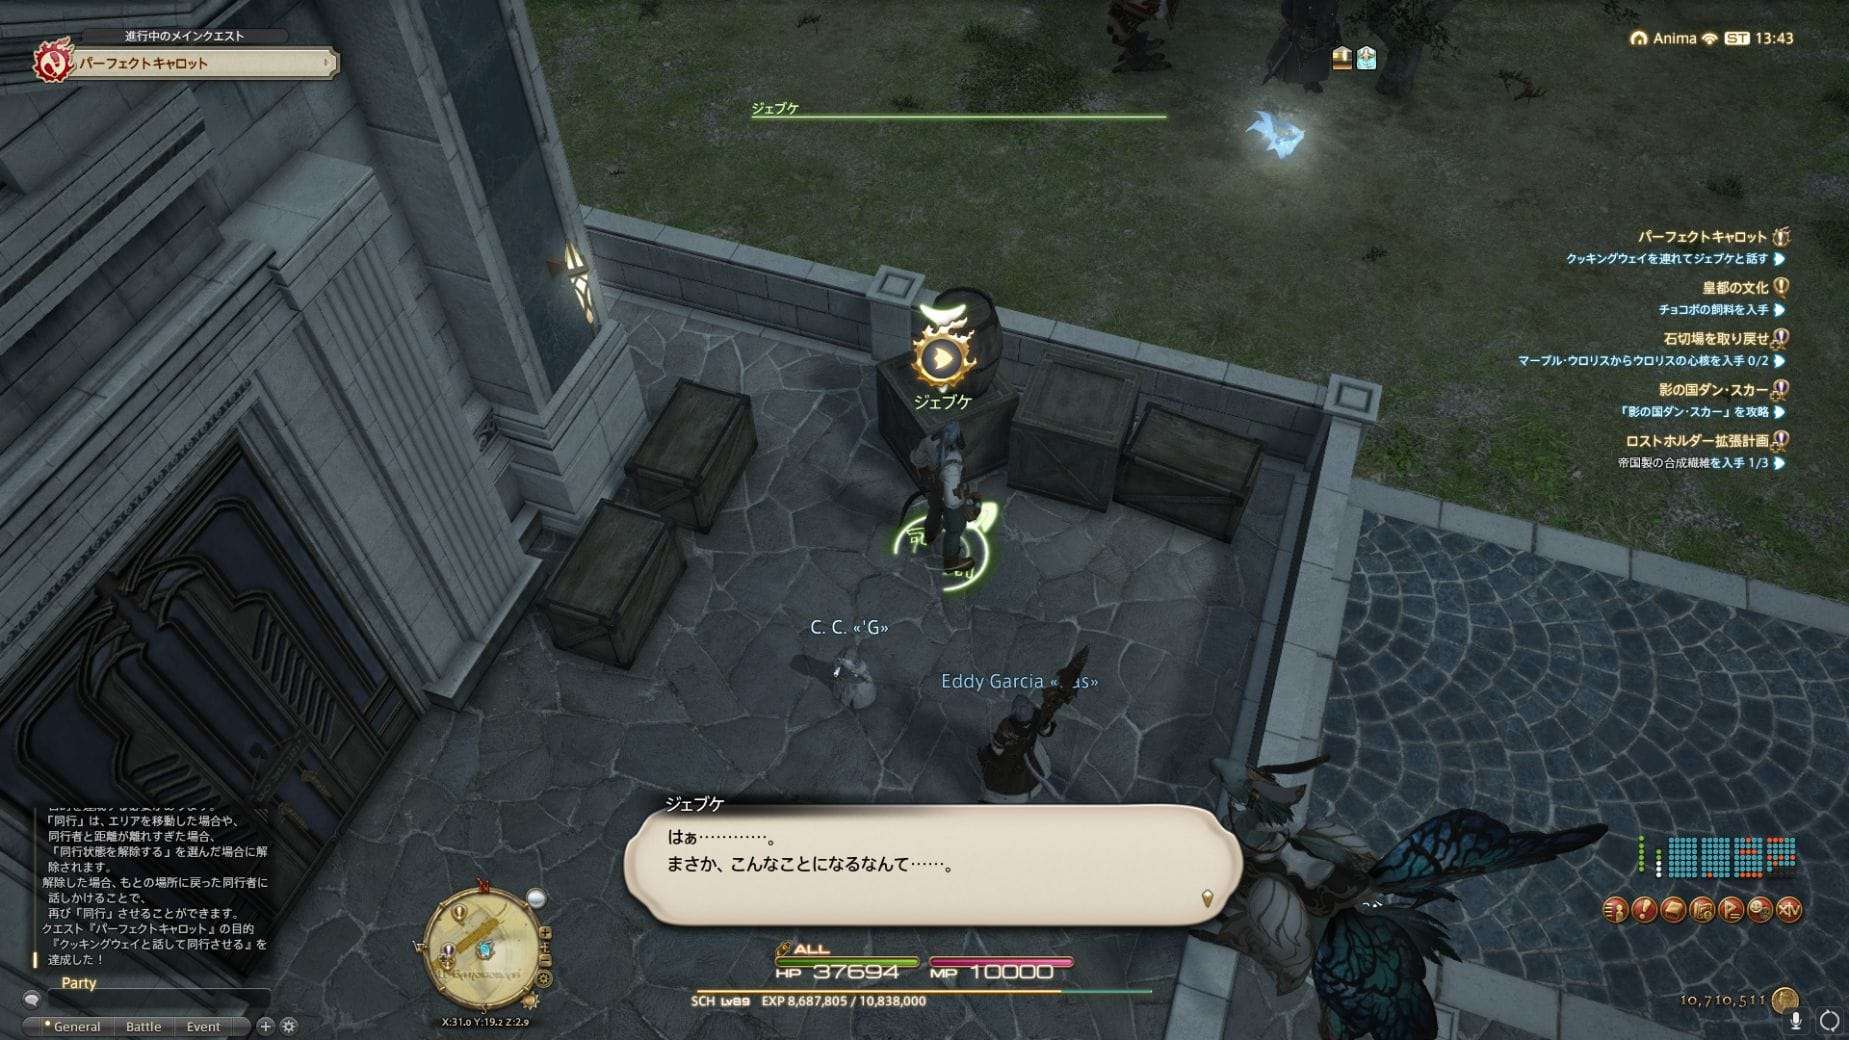 進行中のメインクエスト
パーフェクトキャロット
Anima ST 13:43
ジェブケ
パーフェクトキャロット
クッキングウェイを連れてジェブケと話す
皇都の文化
チョコボの飼料を入手
石切場を取り戻せ
マーブル・ウロリスからウロリスの心核を入手 0/2
影の国ダン・スカー
「影の国ダン・スカー」を攻略
ロストホルダー拡張計画
帝国製の合成繊維を入手 1/3
ジェブケ
C. C. «'G»
Eddy Garcia
ジェブケ
はぁ…………。
まさか、こんなことになるなんて……。
「同行」は、エリアを移動した場合や、
同行者と距離が離れすぎた場合、
「同行状態を解除する」を選んだ場合に解
除されます。
解除した場合、もとの場所に戻った同行者に
話しかけることで、
再び「同行」させることができます。
クエスト『パーフェクトキャロット』の目的
『クッキングウェイと話して同行させる』を
達成した！
Party
General Battle Event
X:31.0 Y:19.2 Z:2.9
ALL
HP 37694 MP 10000
SCH Lv89 EXP 8,687,805 / 10,838,000
10,710,511